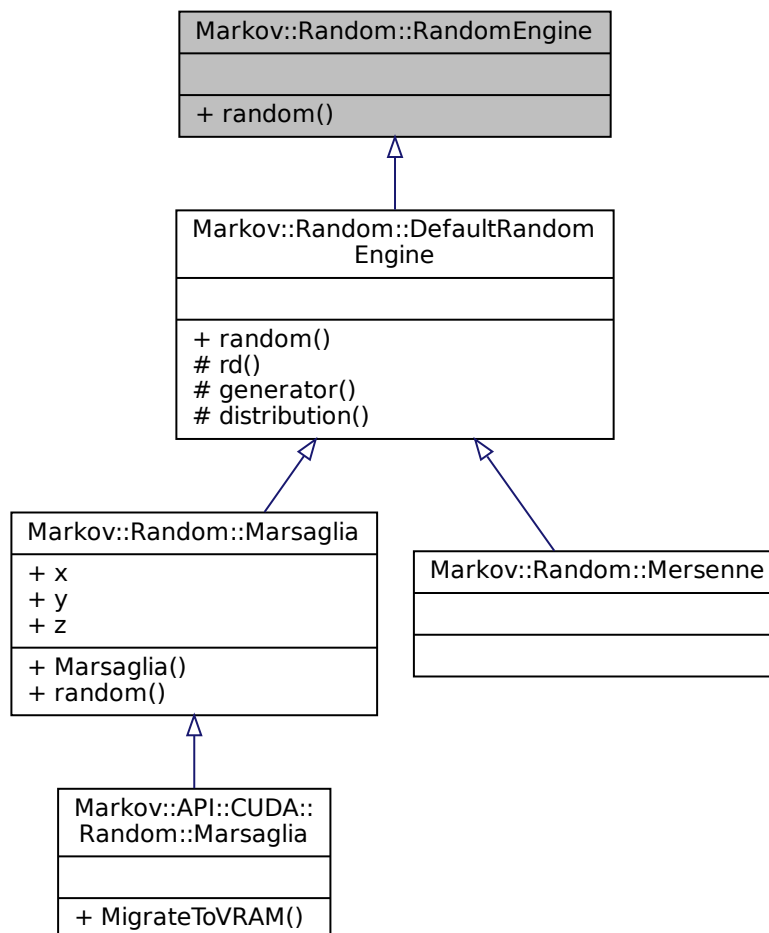 Markov::Random::RandomEngine
+ random()
Markov::Random::DefaultRandom
Engine
+ random()
# rd()
# generator()
# distribution()
Markov::Random::Marsaglia
+ x
+ y
+ z
+ Marsaglia()
+ random()
Markov::Random::Mersenne
Markov::API::CUDA::
Random::Marsaglia
+ MigrateToVRAM()